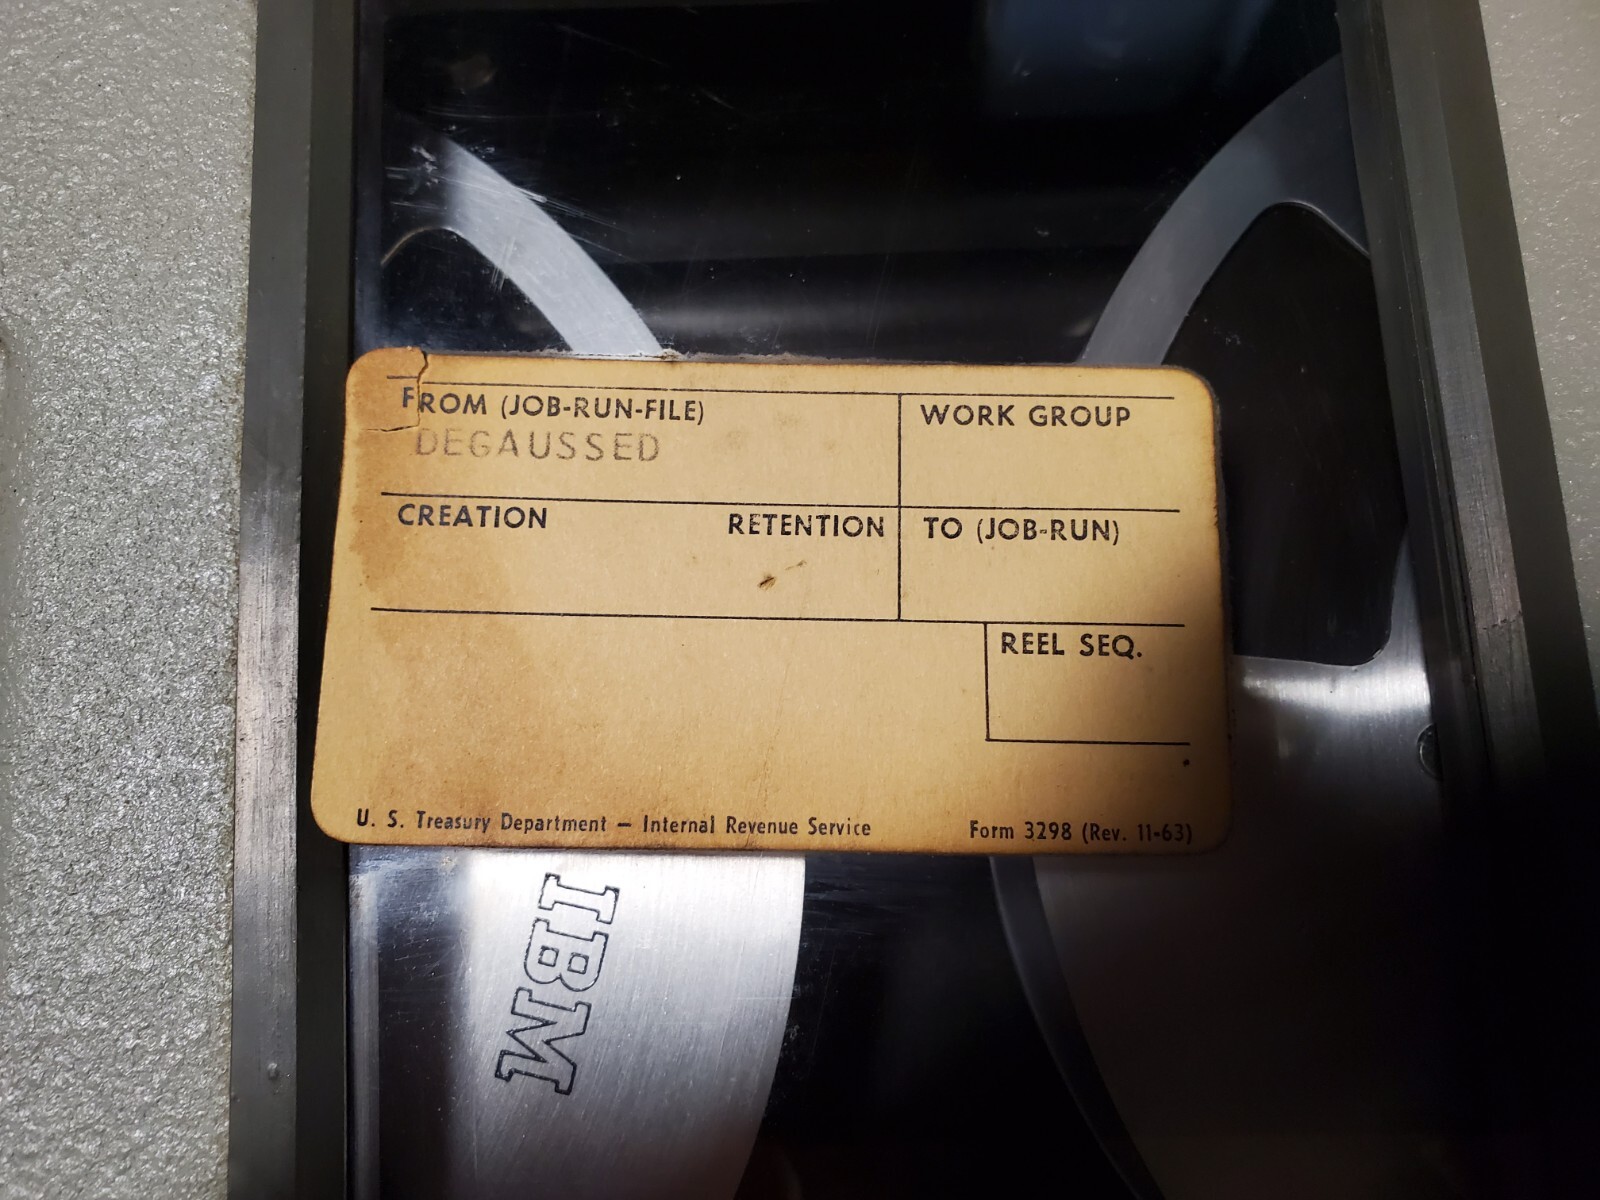 FROM (JOB-RUN-FILE)
DEGAUSSED
WORK GROUP
CREATION RETENTION
TO (JOB-RUN)
REEL SEQ.
U. S. Treasury Department — Internal Revenue Service
Form 3298 (Rev. 11-63)
IBM